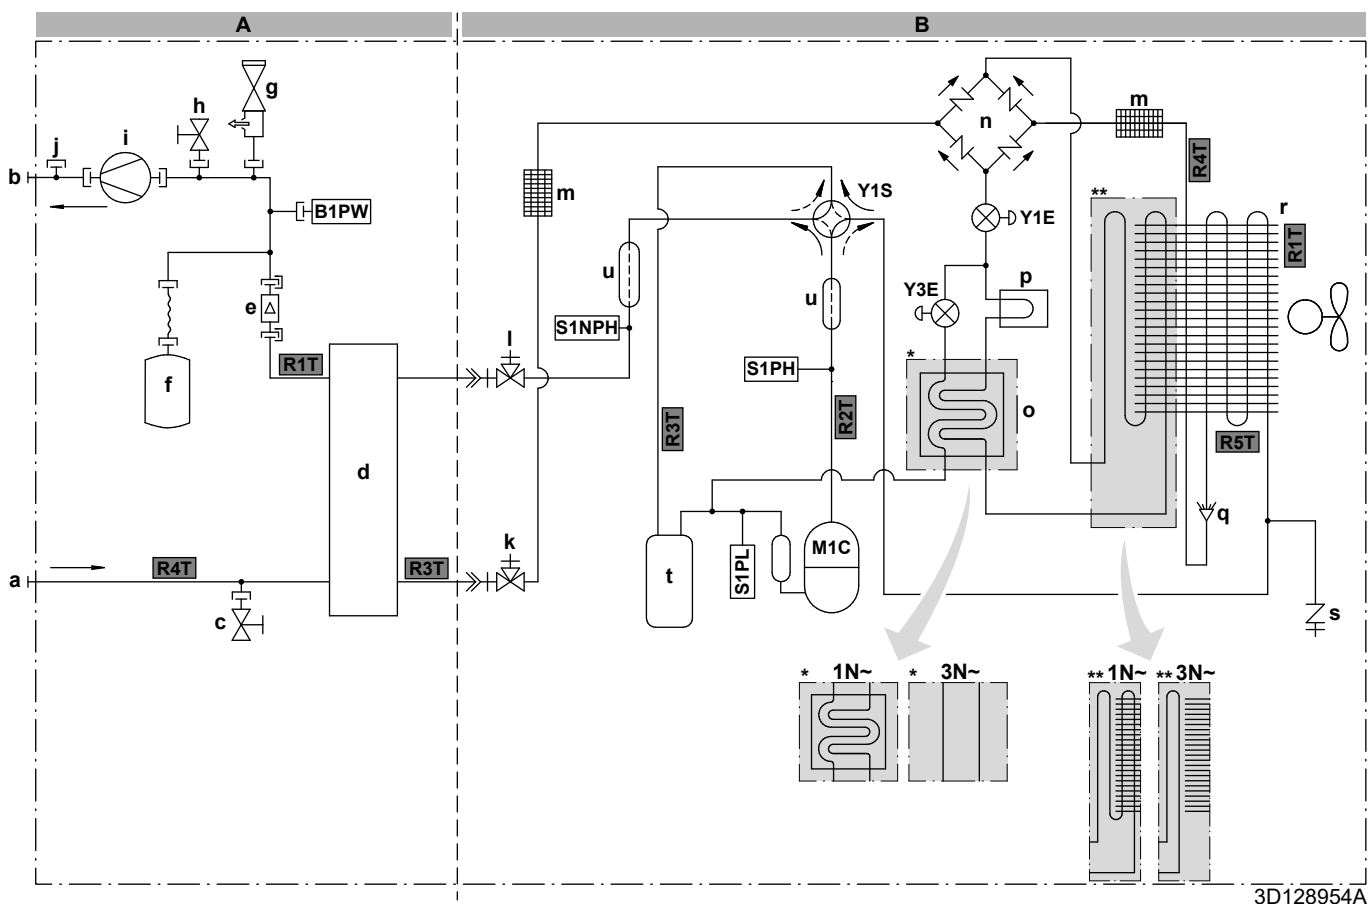 A
B
g
h
j
i
b
B1PW
e
f
R1T
d
a
R4T
c
R3T
l
k
m
u
S1NPH
R3T
t
S1PL
Y1S
u
S1PH
R2T
M1C
n
m
R4T
Y1E
Y3E
p
*
o
**
r
R1T
R5T
q
s
* 1N~
* 3N~
** 1N~
** 3N~
3D128954A